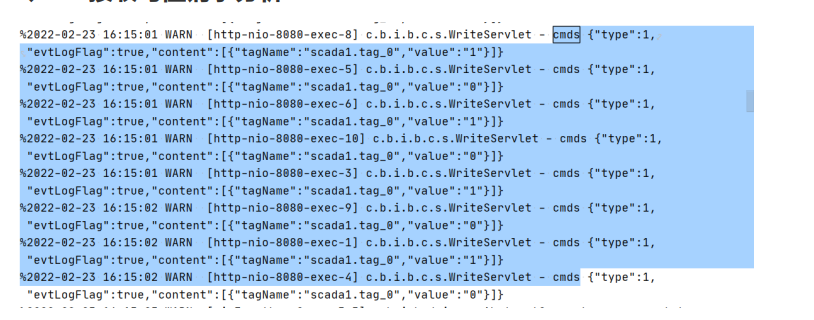 %2022-02-23 16:15:01 WARN  [http-nio-8080-exec-8] c.b.i.b.c.s.WriteServlet - cmds {"type":1,
"evtLogFlag":true,"content":[{"tagName":"scada1.tag_0","value":"1"}]}
%2022-02-23 16:15:01 WARN  [http-nio-8080-exec-5] c.b.i.b.c.s.WriteServlet - cmds {"type":1,
"evtLogFlag":true,"content":[{"tagName":"scada1.tag_0","value":"0"}]}
%2022-02-23 16:15:01 WARN  [http-nio-8080-exec-6] c.b.i.b.c.s.WriteServlet - cmds {"type":1,
"evtLogFlag":true,"content":[{"tagName":"scada1.tag_0","value":"1"}]}
%2022-02-23 16:15:01 WARN  [http-nio-8080-exec-10] c.b.i.b.c.s.WriteServlet - cmds {"type":1,
"evtLogFlag":true,"content":[{"tagName":"scada1.tag_0","value":"0"}]}
%2022-02-23 16:15:01 WARN  [http-nio-8080-exec-3] c.b.i.b.c.s.WriteServlet - cmds {"type":1,
"evtLogFlag":true,"content":[{"tagName":"scada1.tag_0","value":"1"}]}
%2022-02-23 16:15:02 WARN  [http-nio-8080-exec-9] c.b.i.b.c.s.WriteServlet - cmds {"type":1,
"evtLogFlag":true,"content":[{"tagName":"scada1.tag_0","value":"0"}]}
%2022-02-23 16:15:02 WARN  [http-nio-8080-exec-1] c.b.i.b.c.s.WriteServlet - cmds {"type":1,
"evtLogFlag":true,"content":[{"tagName":"scada1.tag_0","value":"1"}]}
%2022-02-23 16:15:02 WARN  [http-nio-8080-exec-4] c.b.i.b.c.s.WriteServlet - cmds {"type":1,
"evtLogFlag":true,"content":[{"tagName":"scada1.tag_0","value":"0"}]}